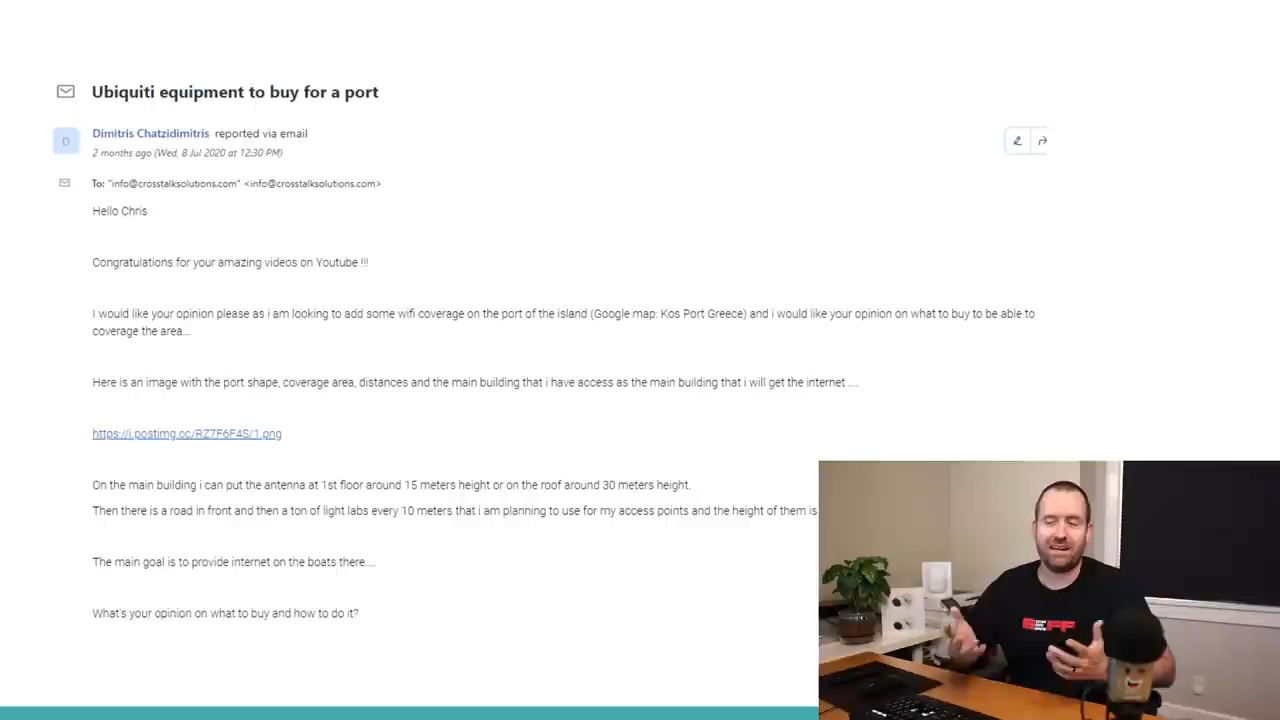 Ubiquiti equipment to buy for a port
D
Dimitris Chatzidimitris reported via email
2 months ago (Wed, 8 Jul 2020 at 12:30 PM)
To: "info@crosstalksolutions.com" <info@crosstalksolutions.com>
Hello Chris
Congratulations for your amazing videos on Youtube !!!
I would like your opinion please as i am looking to add some wifi coverage on the port of the island (Google map: Kos Port Greece) and i would like your opinion on what to buy to be able to
coverage the area...
Here is an image with the port shape, coverage area, distances and the main building that i have access as the main building that i will get the internet ....
https://i.postimg.cc/RZ7F6F4S/1.png
On the main building i can put the antenna at 1st floor around 15 meters height or on the roof around 30 meters height.
Then there is a road in front and then a ton of light labs every 10 meters that i am planning to use for my access points and the height of them is
The main goal is to provide internet on the boats there....
What's your opinion on what to buy and how to do it?